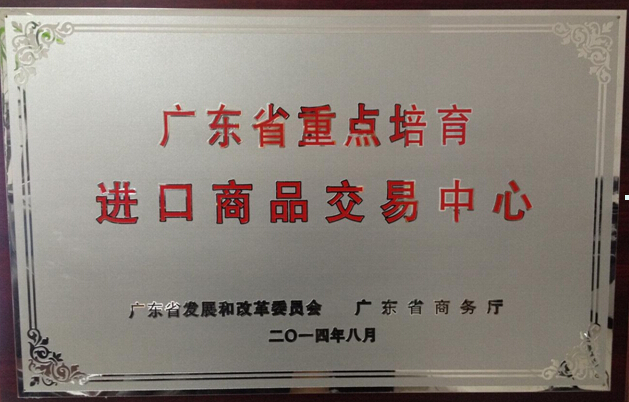 广东省重点培育
进口商品交易中心
广东省发展和改革委员会 广东省商务厅
二〇一四年八月